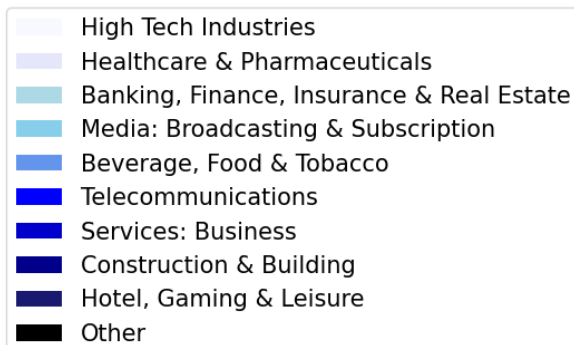 High Tech Industries
Healthcare & Pharmaceuticals
Banking, Finance, Insurance & Real Estate
Media: Broadcasting & Subscription
Beverage, Food & Tobacco
Telecommunications
Services: Business
Construction & Building
Hotel, Gaming & Leisure
Other